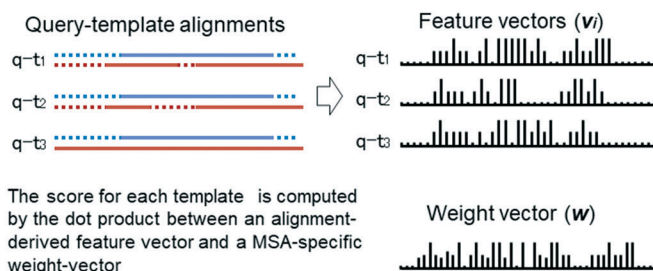 Query-template alignments
q-t1
q-t2
q-t3
The score for each template is computed
by the dot product between an alignment-
derived feature vector and a MSA-specific
weight-vector
Feature vectors (vi)
q-t1
q-t2
q-t3
Weight vector (w)